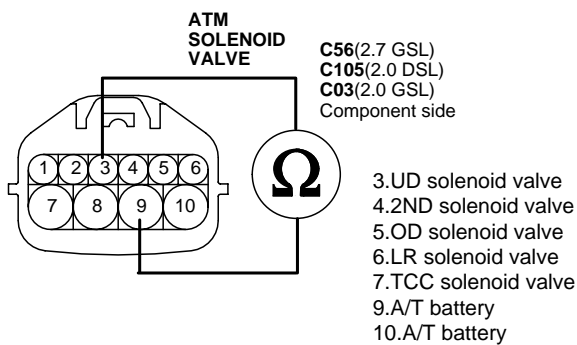 ATM
SOLENOID
VALVE
C56(2.7 GSL)
C105(2.0 DSL)
C03(2.0 GSL)
Component side
1 2 3 4 5 6
7 8 9 10
Ω
3.UD solenoid valve
4.2ND solenoid valve
5.OD solenoid valve
6.LR solenoid valve
7.TCC solenoid valve
9.A/T battery
10.A/T battery